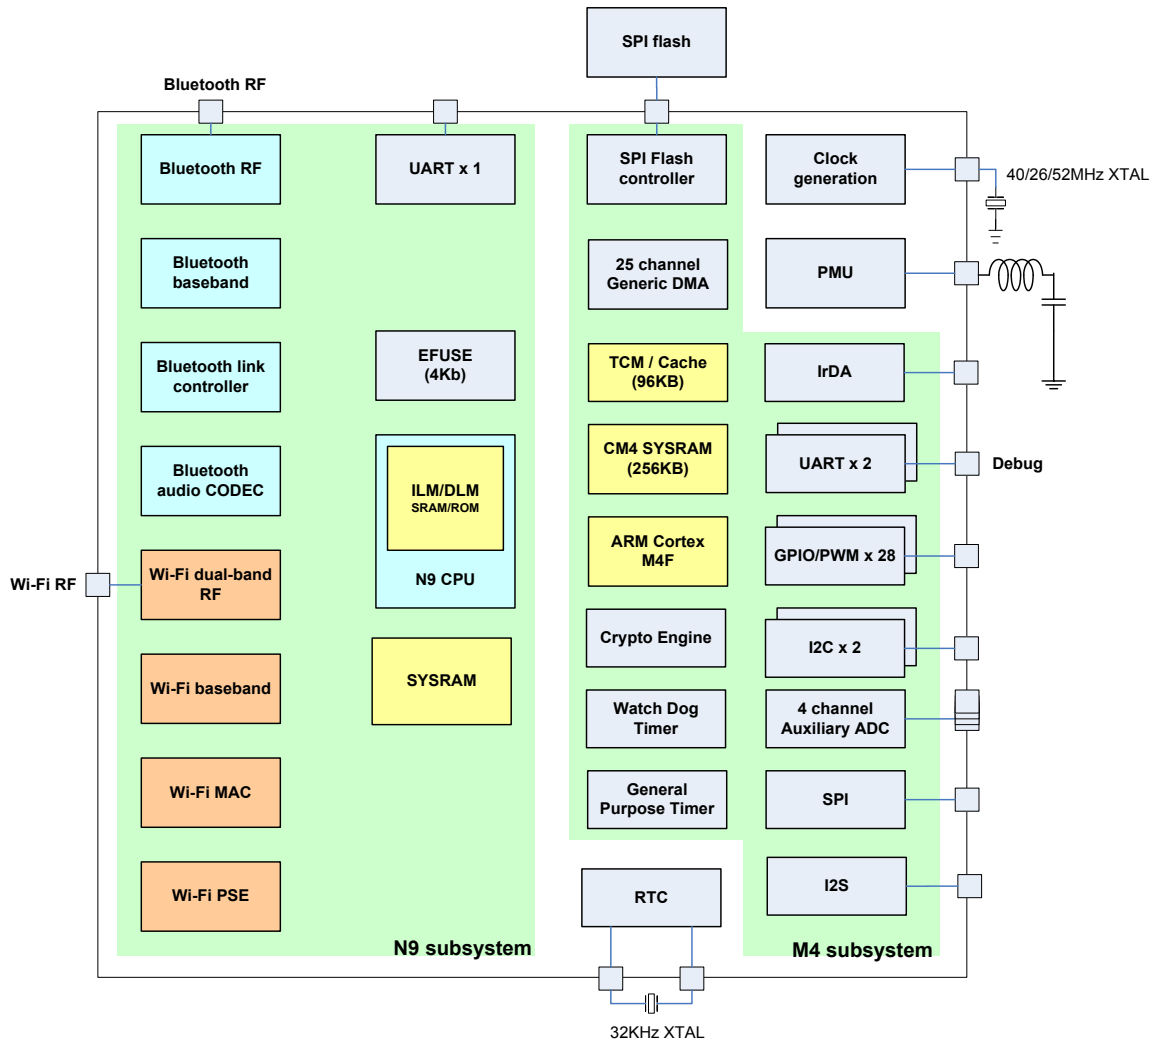 SPI flash
Bluetooth RF
Bluetooth RF
UART x 1
SPI Flash
controller
Clock
generation
40/26/52MHz XTAL
Bluetooth
baseband
25 channel
Generic DMA
PMU
Bluetooth link
controller
EFUSE
(4Kb)
TCM / Cache
(96KB)
IrDA
Bluetooth
audio CODEC
ILM/DLM
SRAM/ROM
N9 CPU
CM4 SYSRAM
(256KB)
UART x 2
Debug
Wi-Fi RF
Wi-Fi dual-band
RF
ARM Cortex
M4F
GPIO/PWM x 28
Crypto Engine
I2C x 2
Wi-Fi baseband
SYSRAM
Watch Dog
Timer
4 channel
Auxiliary ADC
Wi-Fi MAC
General
Purpose Timer
SPI
Wi-Fi PSE
RTC
I2S
N9 subsystem
M4 subsystem
32KHz XTAL